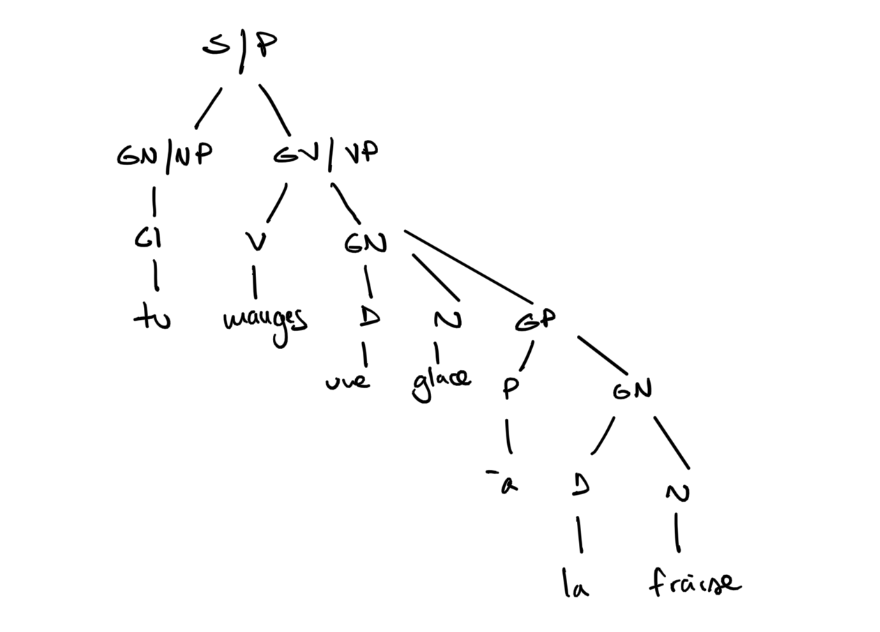 S/P
GN/NP GV/VP
Cl V GN
tu manges D N GP
une glace P GN
à D N
la fraise